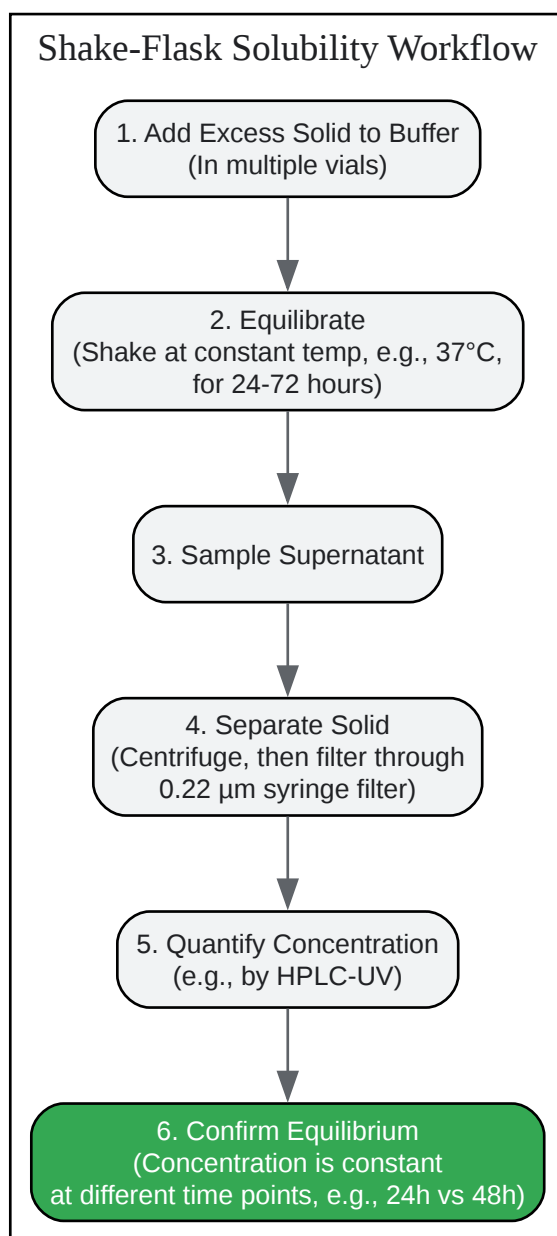 Shake-Flask Solubility Workflow
1. Add Excess Solid to Buffer
(In multiple vials)
2. Equilibrate
(Shake at constant temp, e.g., 37°C,
for 24-72 hours)
3. Sample Supernatant
4. Separate Solid
(Centrifuge, then filter through
0.22 µm syringe filter)
5. Quantify Concentration
(e.g., by HPLC-UV)
6. Confirm Equilibrium
(Concentration is constant
at different time points, e.g., 24h vs 48h)